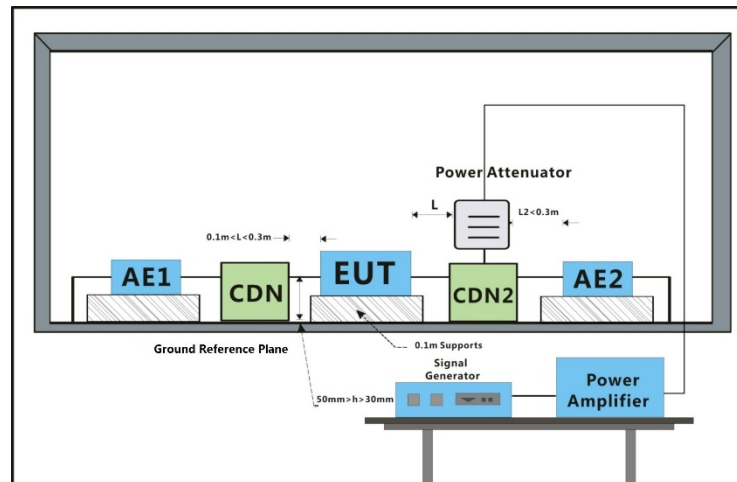 Power Attenuator
L
L2<0.3m
0.1m<L<0.3m
AE1
CDN
EUT
CDN2
AE2
Ground Reference Plane
0.1m Supports
Signal
Generator
50mm>h>30mm
Power
Amplifier